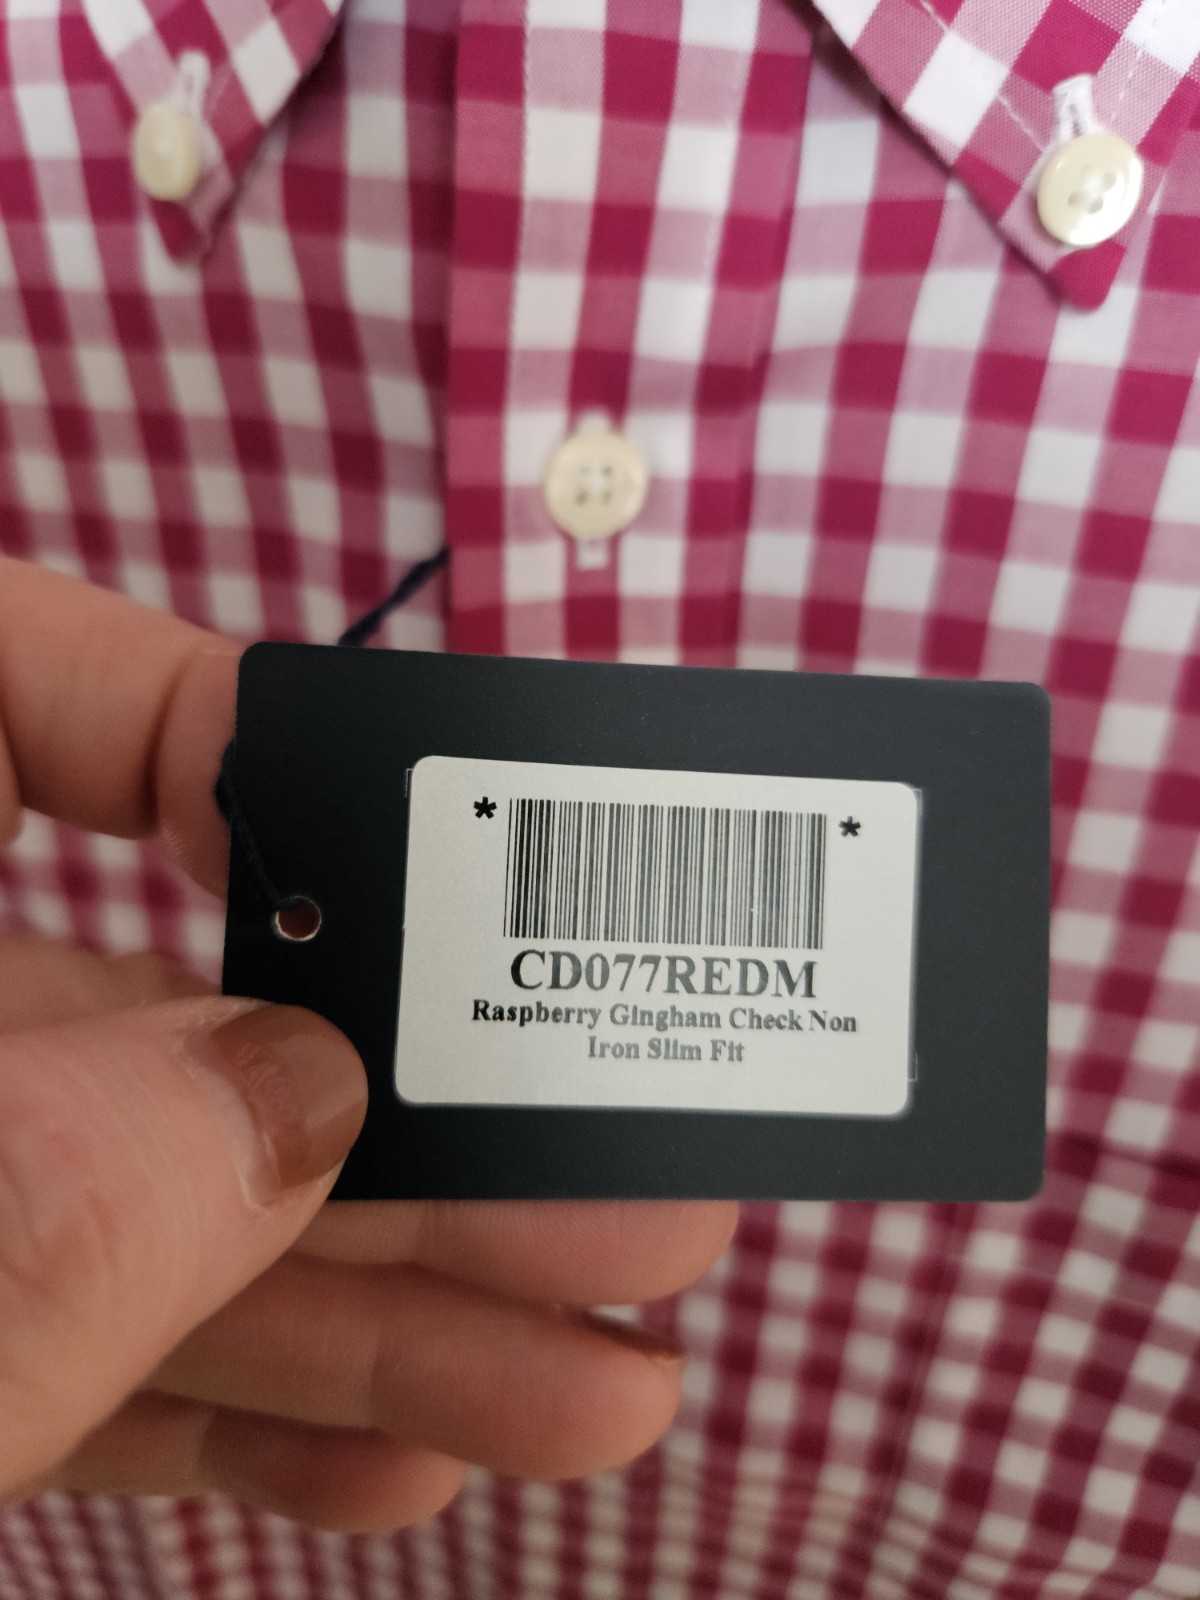 * *
CD077REDM
Raspberry Gingham Check Non
Iron Slim Fit